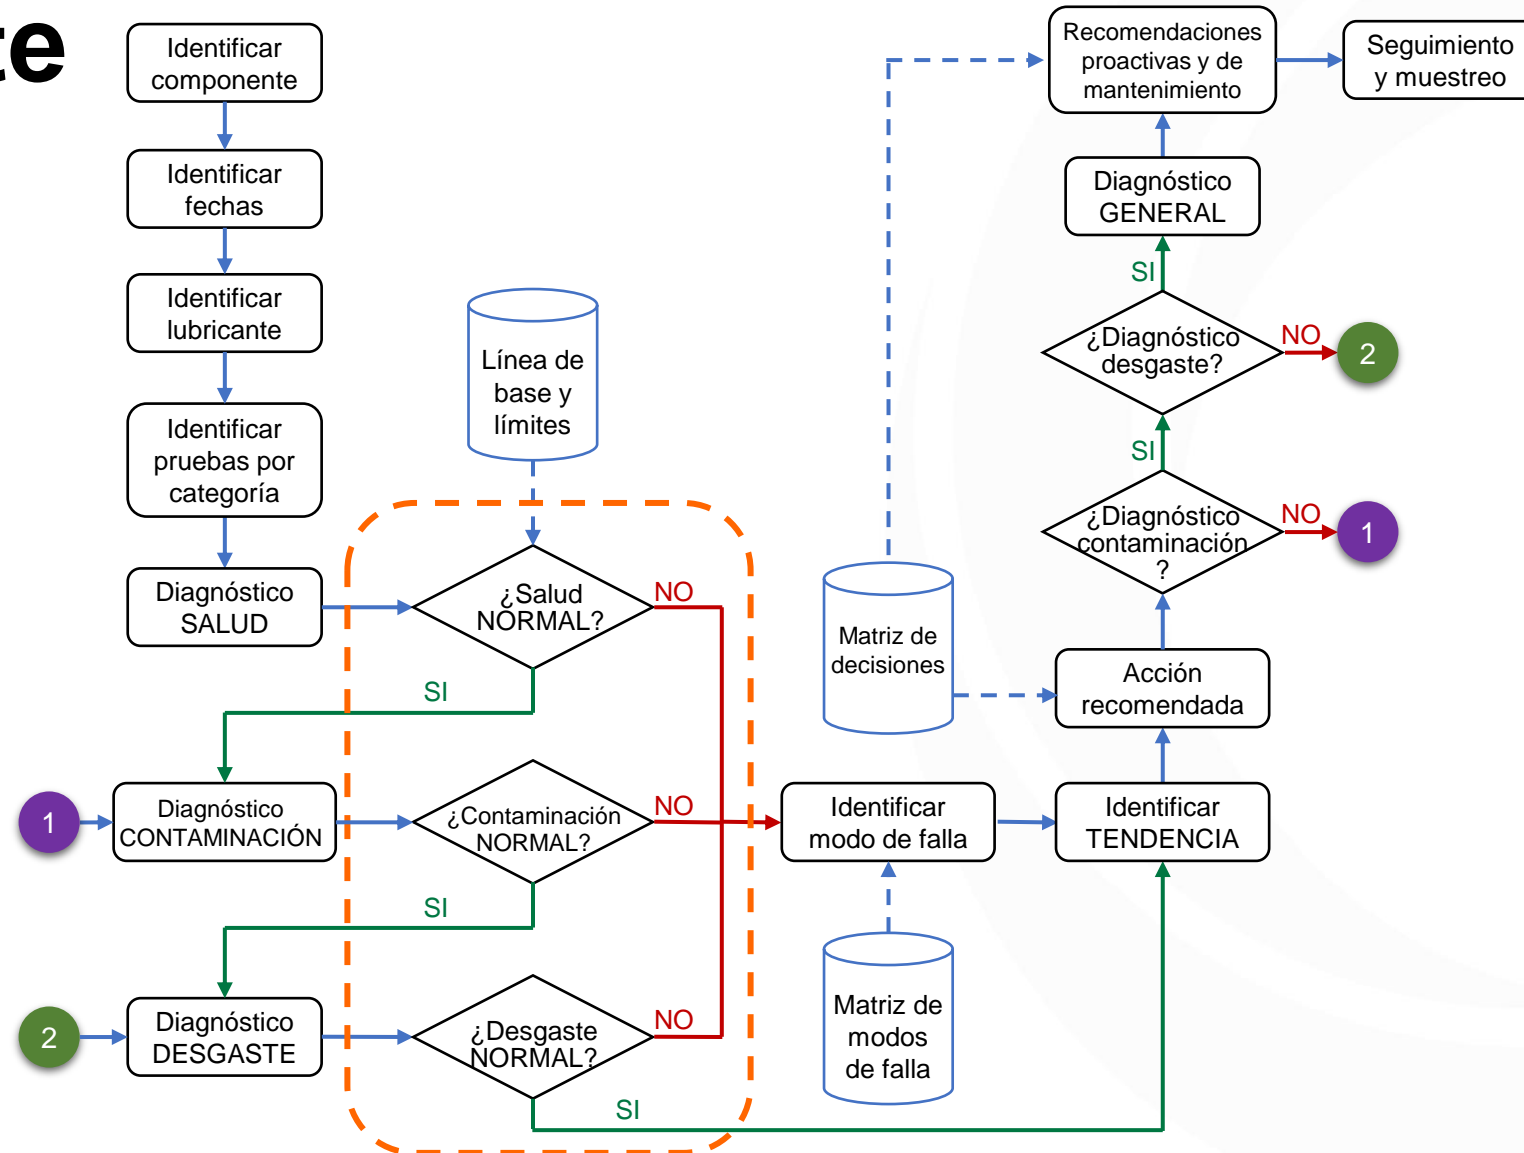 te
Identificar
componente
Identificar
fechas
Identificar
lubricante
Identificar
pruebas por
categoría
Diagnóstico
SALUD
Línea de
base y
límites
¿Salud
NORMAL?
NO
SI
1
Diagnóstico
CONTAMINACIÓN
¿Contaminación
NORMAL?
NO
SI
2
Diagnóstico
DESGASTE
¿Desgaste
NORMAL?
NO
SI
Identificar
modo de falla
Matriz de
modos
de falla
Identificar
TENDENCIA
Acción
recomendada
Matriz de
decisiones
¿Diagnóstico
contaminación
?
NO
1
SI
¿Diagnóstico
desgaste?
NO
2
SI
Diagnóstico
GENERAL
Recomendaciones
proactivas y de
mantenimiento
Seguimiento
y muestreo